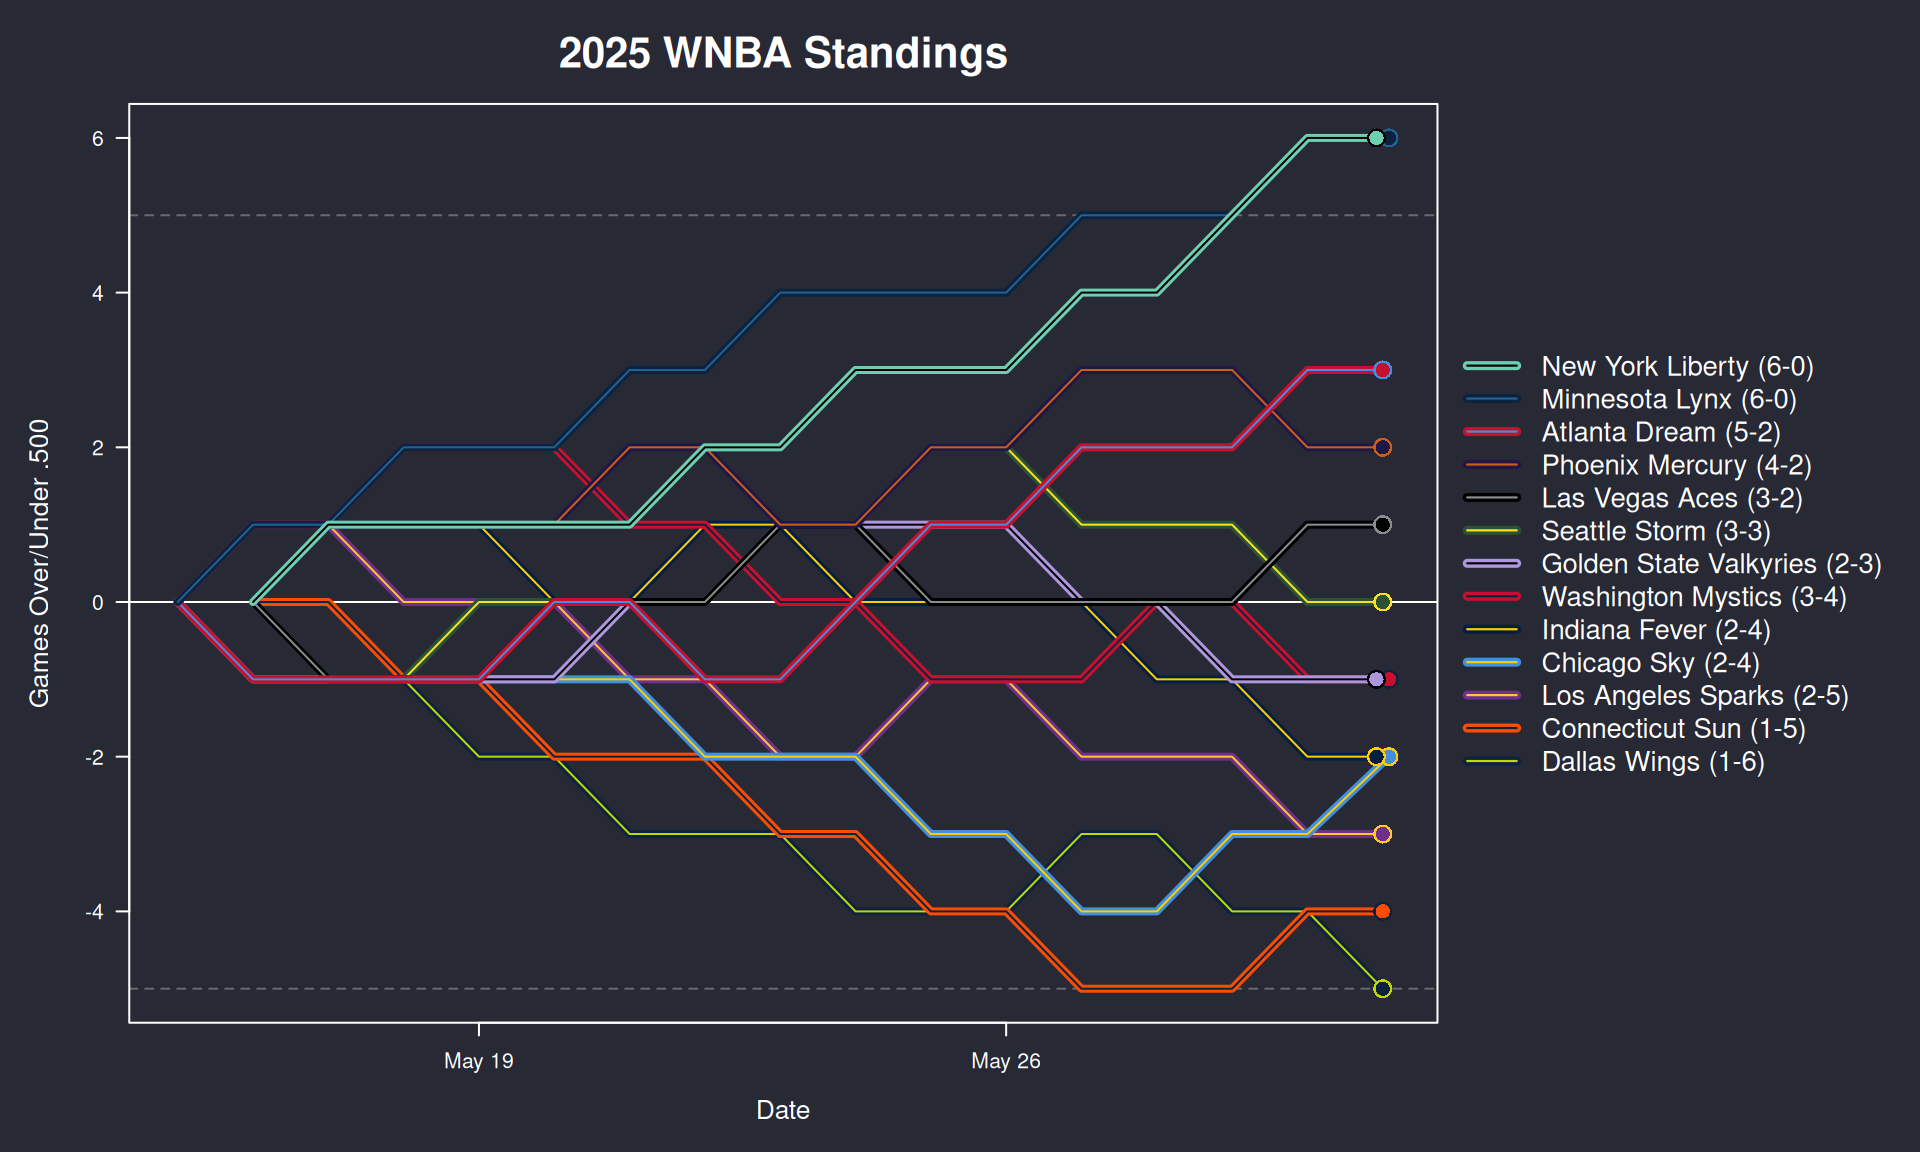 2025 WNBA Standings
Games Over/Under .500
6
4
2
0
-2
-4
May 19
May 26
Date
New York Liberty (6-0)
Minnesota Lynx (6-0)
Atlanta Dream (5-2)
Phoenix Mercury (4-2)
Las Vegas Aces (3-2)
Seattle Storm (3-3)
Golden State Valkyries (2-3)
Washington Mystics (3-4)
Indiana Fever (2-4)
Chicago Sky (2-4)
Los Angeles Sparks (2-5)
Connecticut Sun (1-5)
Dallas Wings (1-6)